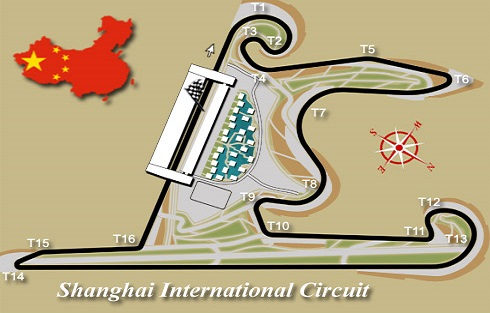 T1
T3
T2
T5
T4
T6
T7
S
W
E
N
T8
T9
T12
T10
T11
T13
T15
T16
T14
Shanghai International Circuit